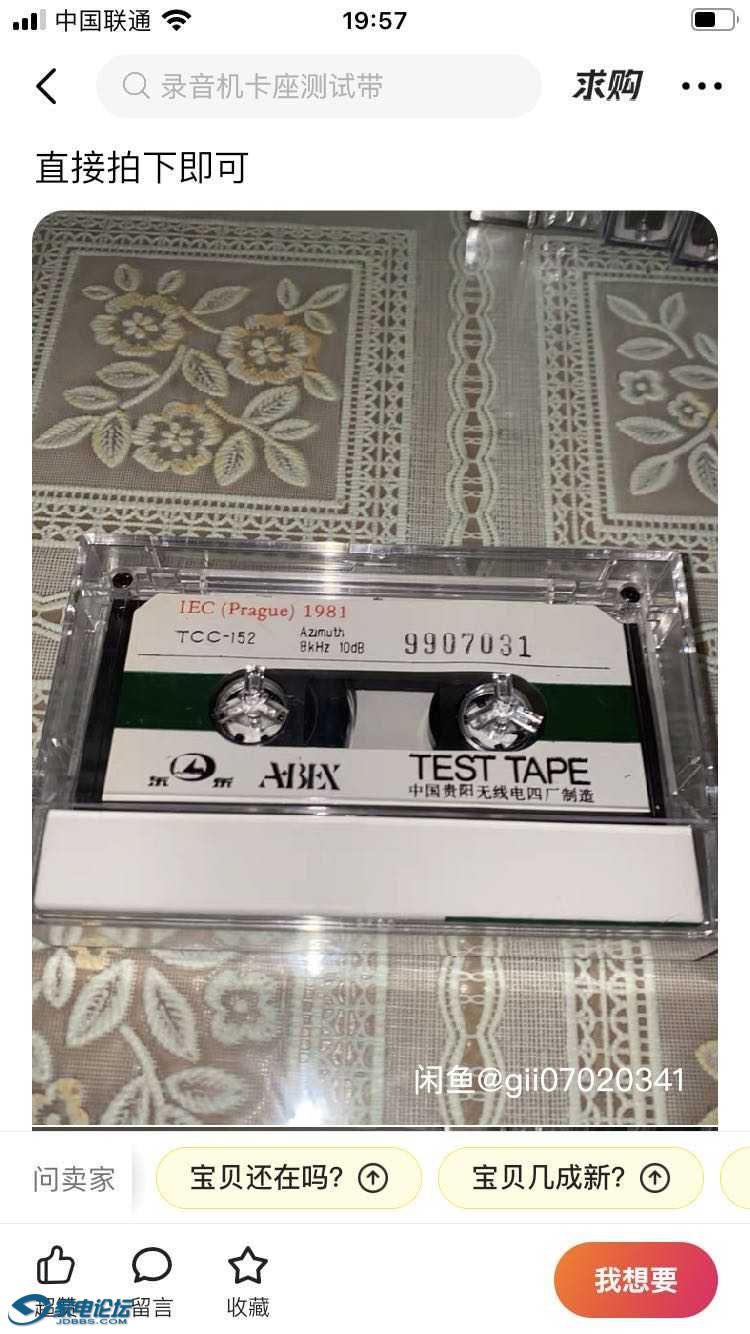 中国联通
19:57
录音机卡座测试带
求购
直接拍下即可
IEC (Prague) 1981
TCC-152
Azimuth
8kHz 10dB
9907031
东 乐
ABEX
TEST TAPE
中国贵阳无线电四厂制造
闲鱼@gii07020341
问卖家
宝贝还在吗?
宝贝几成新?
留言
收藏
我想要
家电论坛
JDBBS.COM